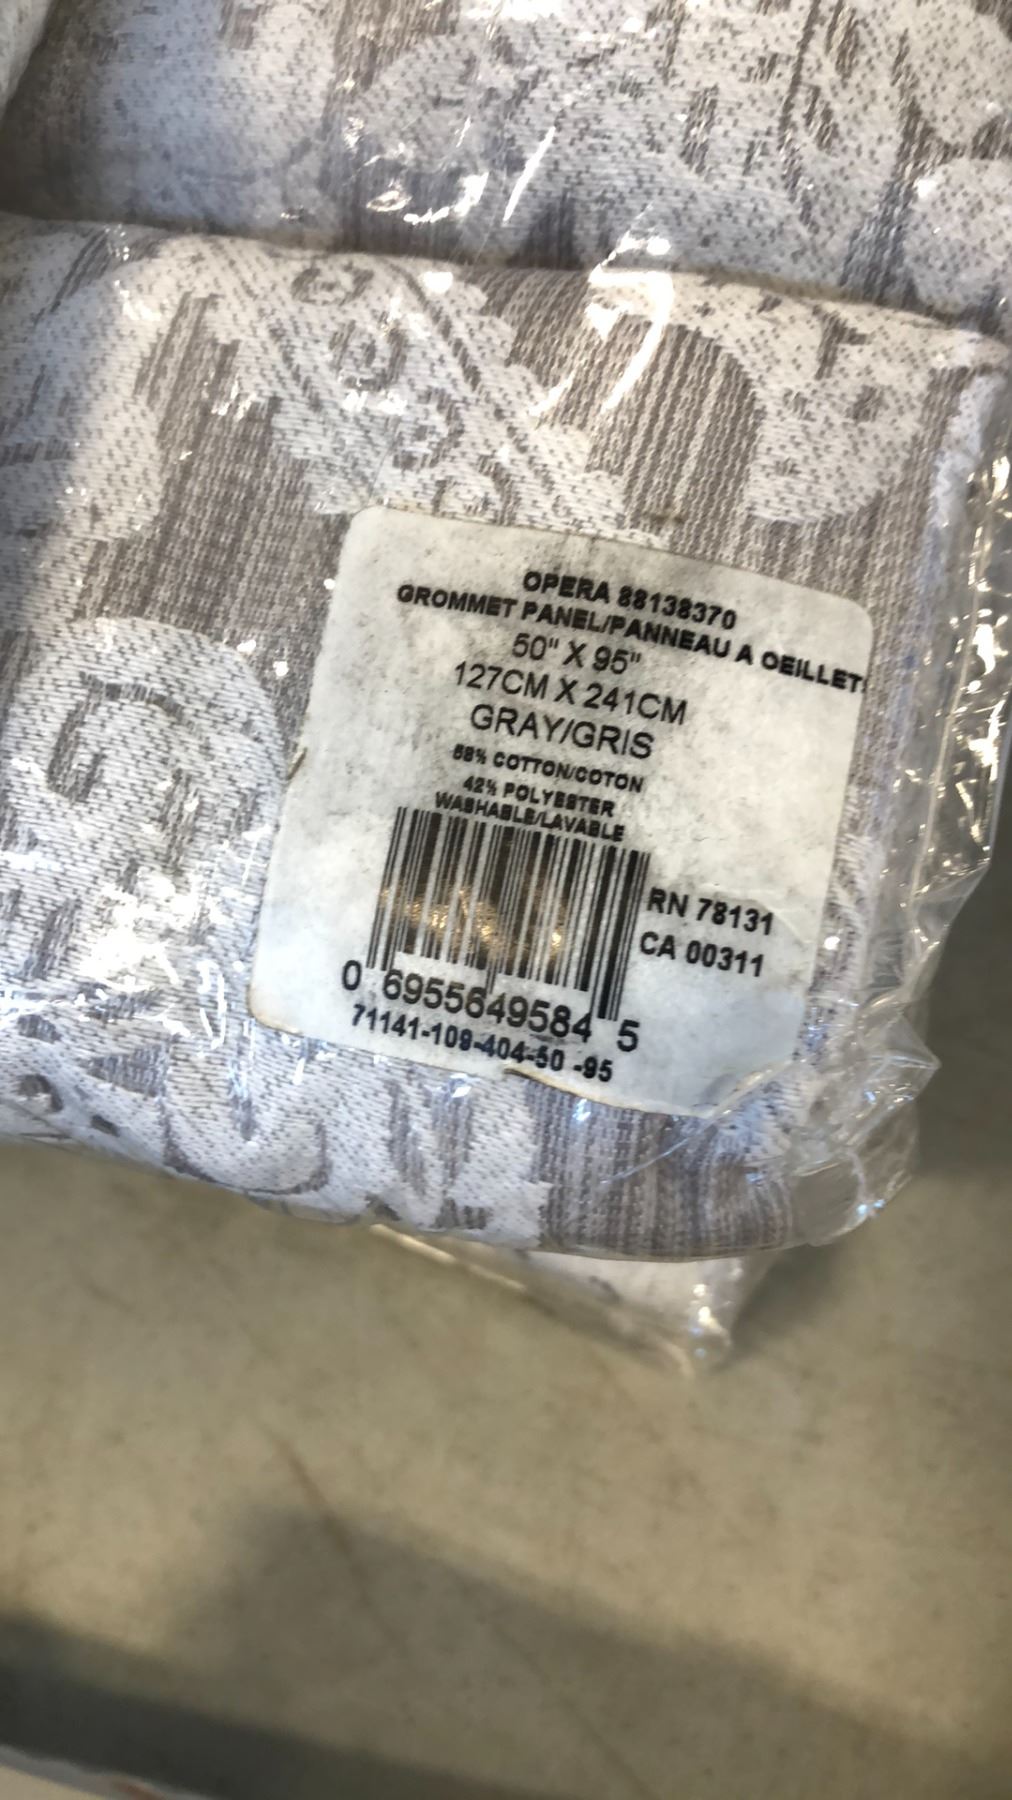 OPERA 88138370
GROMMET PANEL/PANNEAU A OEILLET
50" X 95"
127CM X 241CM
GRAY/GRIS
58% COTTON/COTON
42% POLYESTER
WASHABLE/LAVABLE
RN 78131
CA 00311
0 6955649584 5
71141-109-404-50 -95